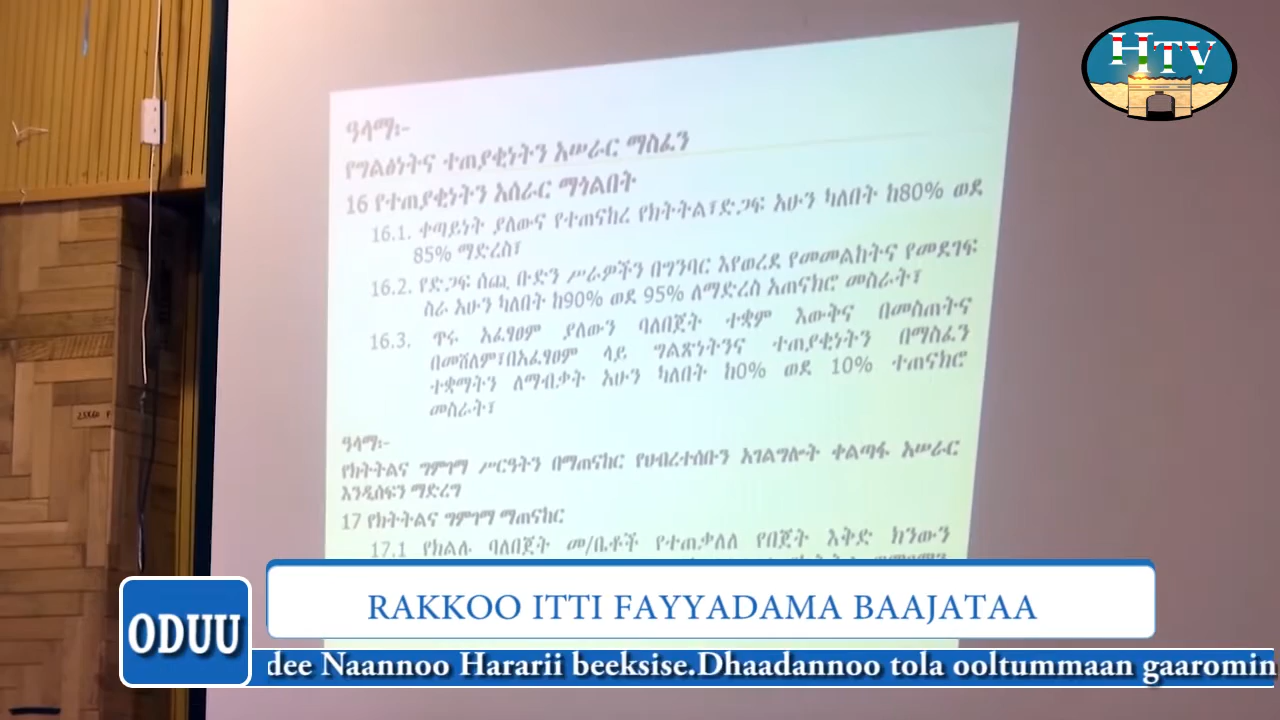 HTV
ዓላማ፡-
የግልፅነትና ተጠያቂነትን አሠራር ማስፈን
16 የተጠያቂነትን አሰራር ማጎልበት
16.1. ቀጣይነት ያለውና የተጠናከረ የክትትል፣ድጋፍ አሁን ካለበት ከ80% ወደ
85% ማድረስ፣
16.2. የድጋፍ ሰጪ ቡድን ሥራዎችን በግንባር እየወረደ የመመልከትና የመደገፍ
ስራ አሁን ካለበት ከ90% ወደ 95% ለማድረስ አጠናክሮ መስራት፣
16.3. ጥሩ አፈፃፀም ያለውን ባለበጀት ተቋም እውቅና በመስጠትና
በመሸለም፣በአፈፃፀም ላይ ግልጽነትንና ተጠያቂነትን በማስፈን
ተቋማትን ለማብቃት አሁን ካለበት ከ0% ወደ 10% ተጠናክሮ
መስራት፣
ዓላማ፡-
የክትትልና ግምገማ ሥርዓትን በማጠናከር የህብረተሰቡን አገልግሎት ቀልጣፋ አሠራር
እንዲሰፍን ማድረግ
17 የክትትልና ግምገማ ማጠናከር
17.1 የክልሉ ባለበጀት መ/ቤቶች የተጠቃለለ የበጀት እቅድ ክንውን
RAKKOO ITTI FAYYADAMA BAAJATAA
ODUU
dee Naannoo Hararii beeksise.Dhaadannoo tola ooltummaan gaaromin